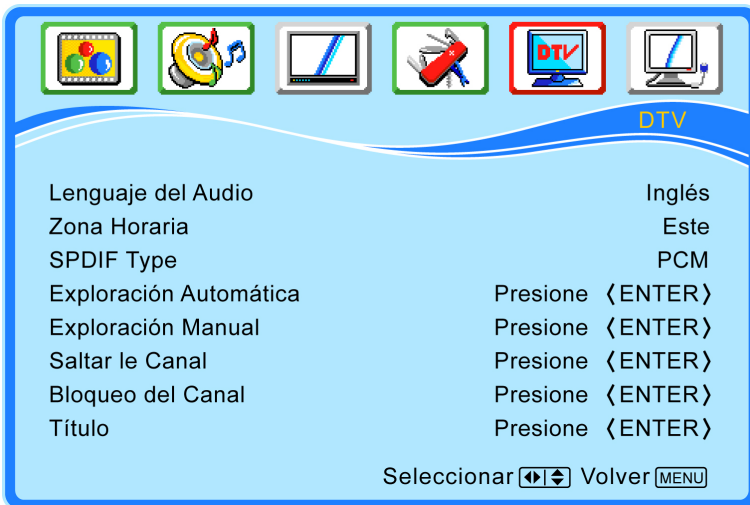 DTV
DTV
Lenguaje del Audio Inglés
Zona Horaria Este
SPDIF Type PCM
Exploración Automática Presione 〈ENTER〉
Exploración Manual Presione 〈ENTER〉
Saltar le Canal Presione 〈ENTER〉
Bloqueo del Canal Presione 〈ENTER〉
Título Presione 〈ENTER〉
Seleccionar Volver MENU